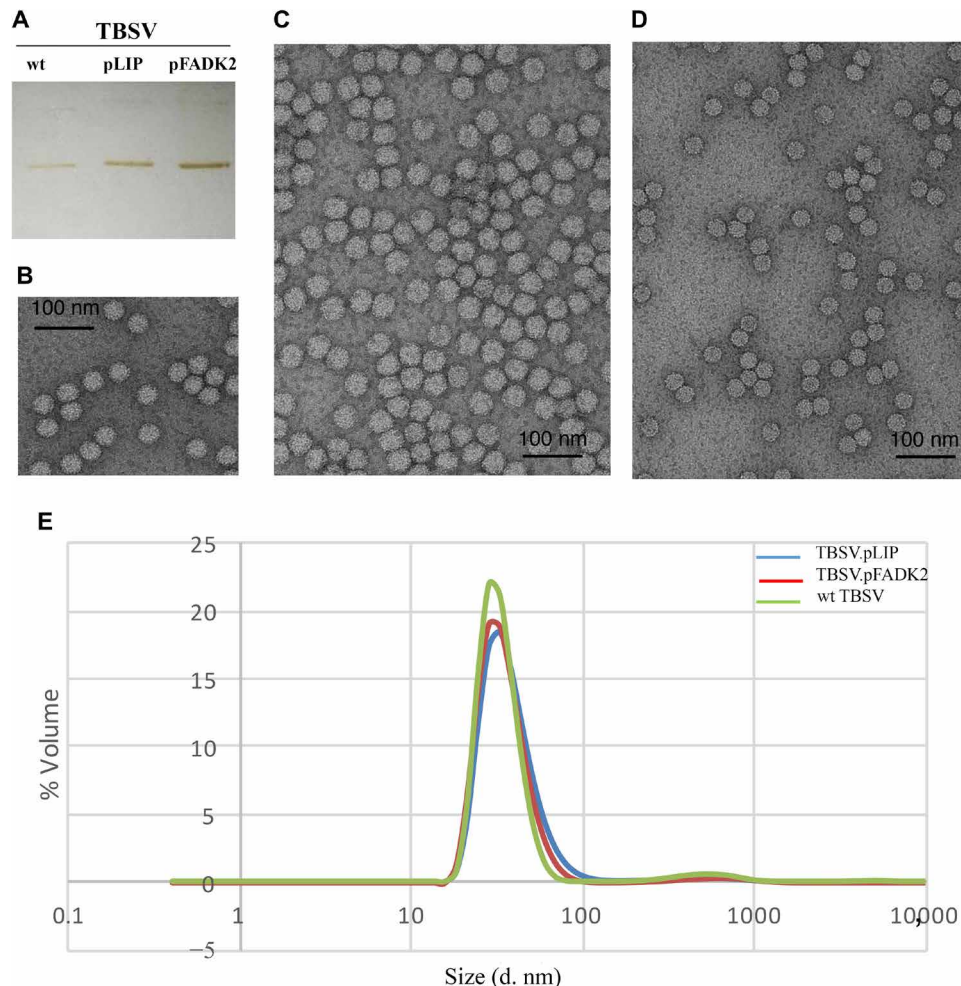 A
TBSV
wt pLIP pFADK2
B
100 nm
C
100 nm
D
100 nm
E
25
20
15
10
5
0
−5
% Volume
0.1 1 10 100 1000 10,000
Size (d. nm)
TBSV.pLIP
TBSV.pFADK2
wt TBSV